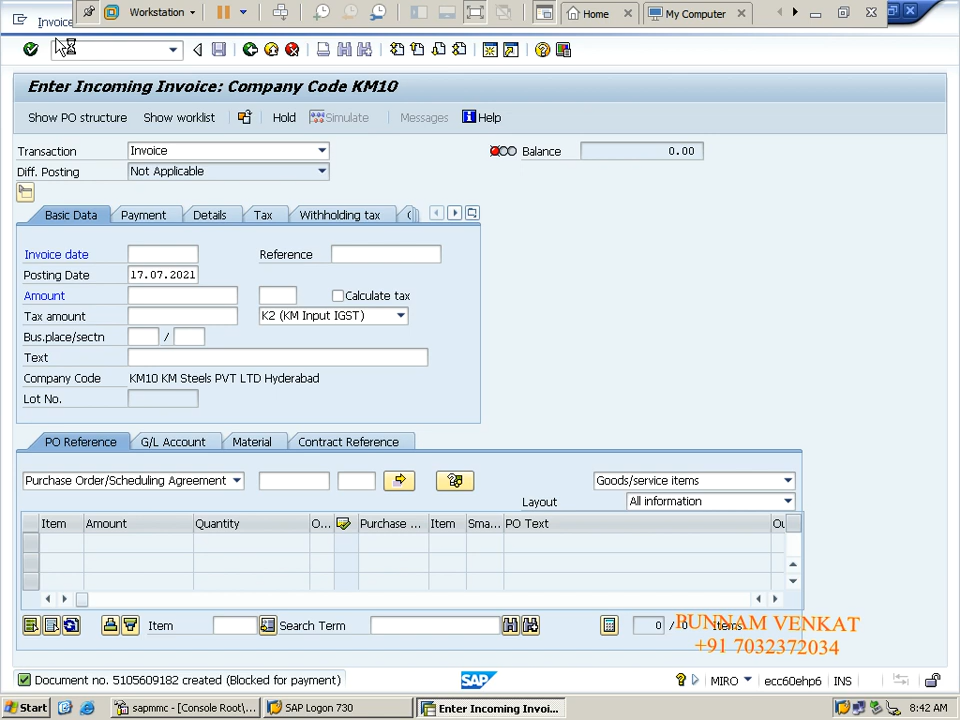 Workstation
Home
My Computer
Invoice
Enter Incoming Invoice: Company Code KM10
Show PO structure Show worklist Hold Simulate Messages Help
Transaction Invoice Balance 0.00
Diff. Posting Not Applicable
Basic Data Payment Details Tax Withholding tax
Invoice date Reference
Posting Date 17.07.2021
Amount Calculate tax
Tax amount K2 (KM Input IGST)
Bus.place/sectn /
Text
Company Code KM10 KM Steels PVT LTD Hyderabad
Lot No.
PO Reference G/L Account Material Contract Reference
Purchase Order/Scheduling Agreement Goods/service items
Layout All information
Item Amount Quantity O... Purchase ... Item Sma... PO Text Ou
Item Search Term 0 / 0 Items
PUNNAM VENKAT
+91 7032372034
Document no. 5105609182 created (Blocked for payment) SAP MIRO ecc60ehp6 INS
Start sapmmc - [Console Root\... SAP Logon 730 Enter Incoming Invoi... 8:42 AM